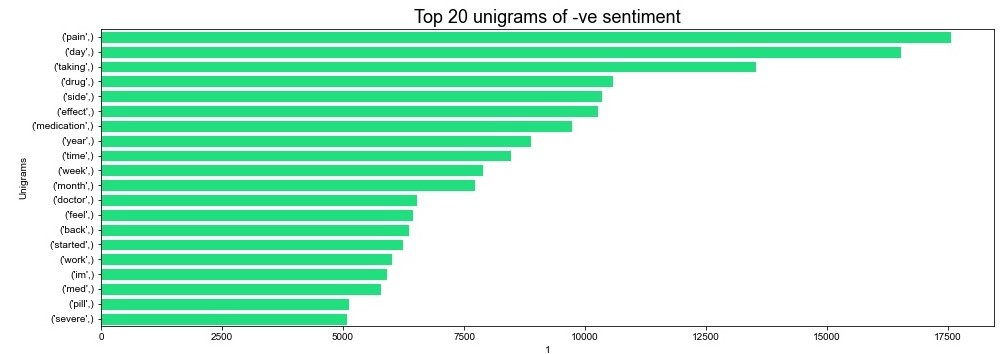 Top 20 unigrams of -ve sentiment
Unigrams
('pain',)
('day',)
('taking',)
('drug',)
('side',)
('effect',)
('medication',)
('year',)
('time',)
('week',)
('month',)
('doctor',)
('feel',)
('back',)
('started',)
('work',)
('im',)
('med',)
('pill',)
('severe',)
0 2500 5000 7500 10000 12500 15000 17500
1